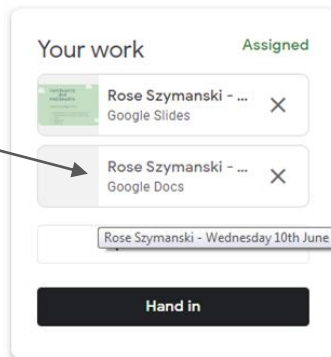 Your work
Assigned
Rose Szymanski - ...
Google Slides
Rose Szymanski - ...
Google Docs
Rose Szymanski - Wednesday 10th June
Hand in